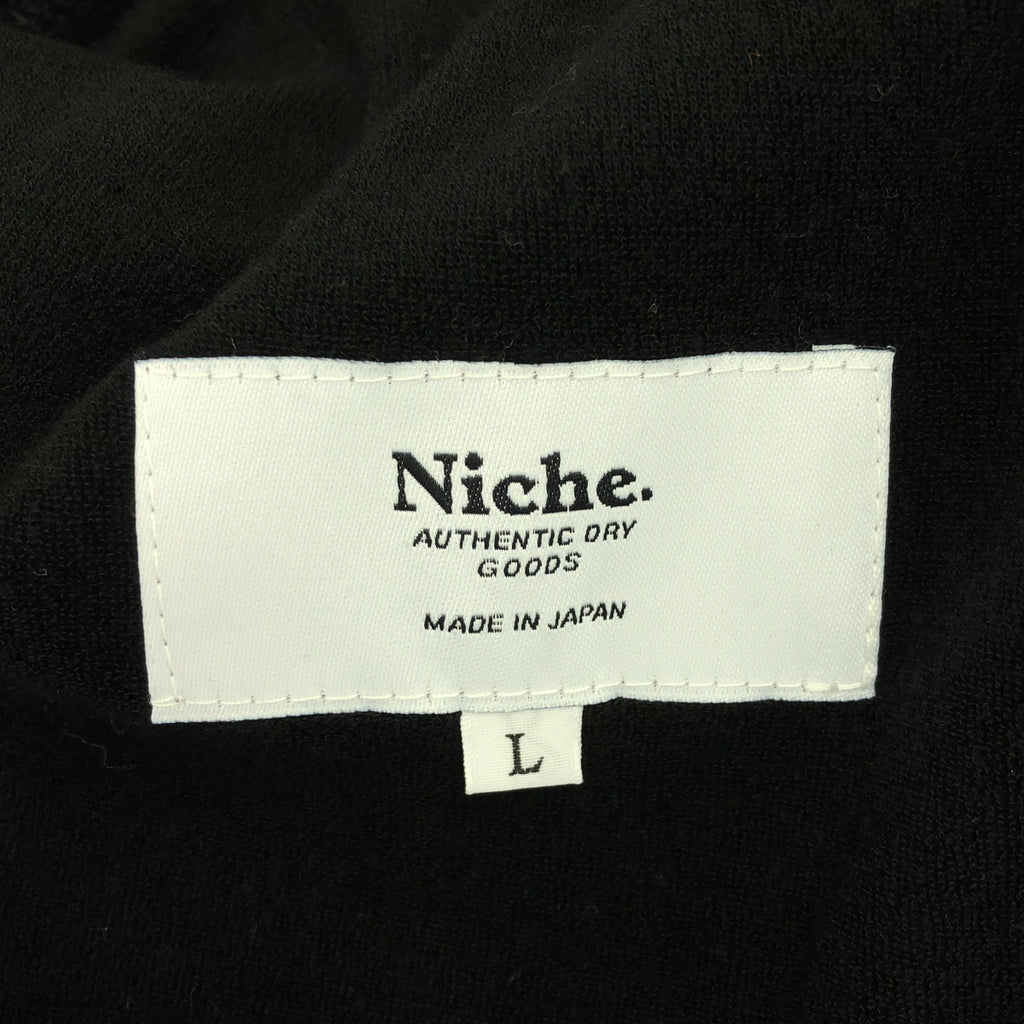 Niche.
AUTHENTIC DRY
GOODS
MADE IN JAPAN
L